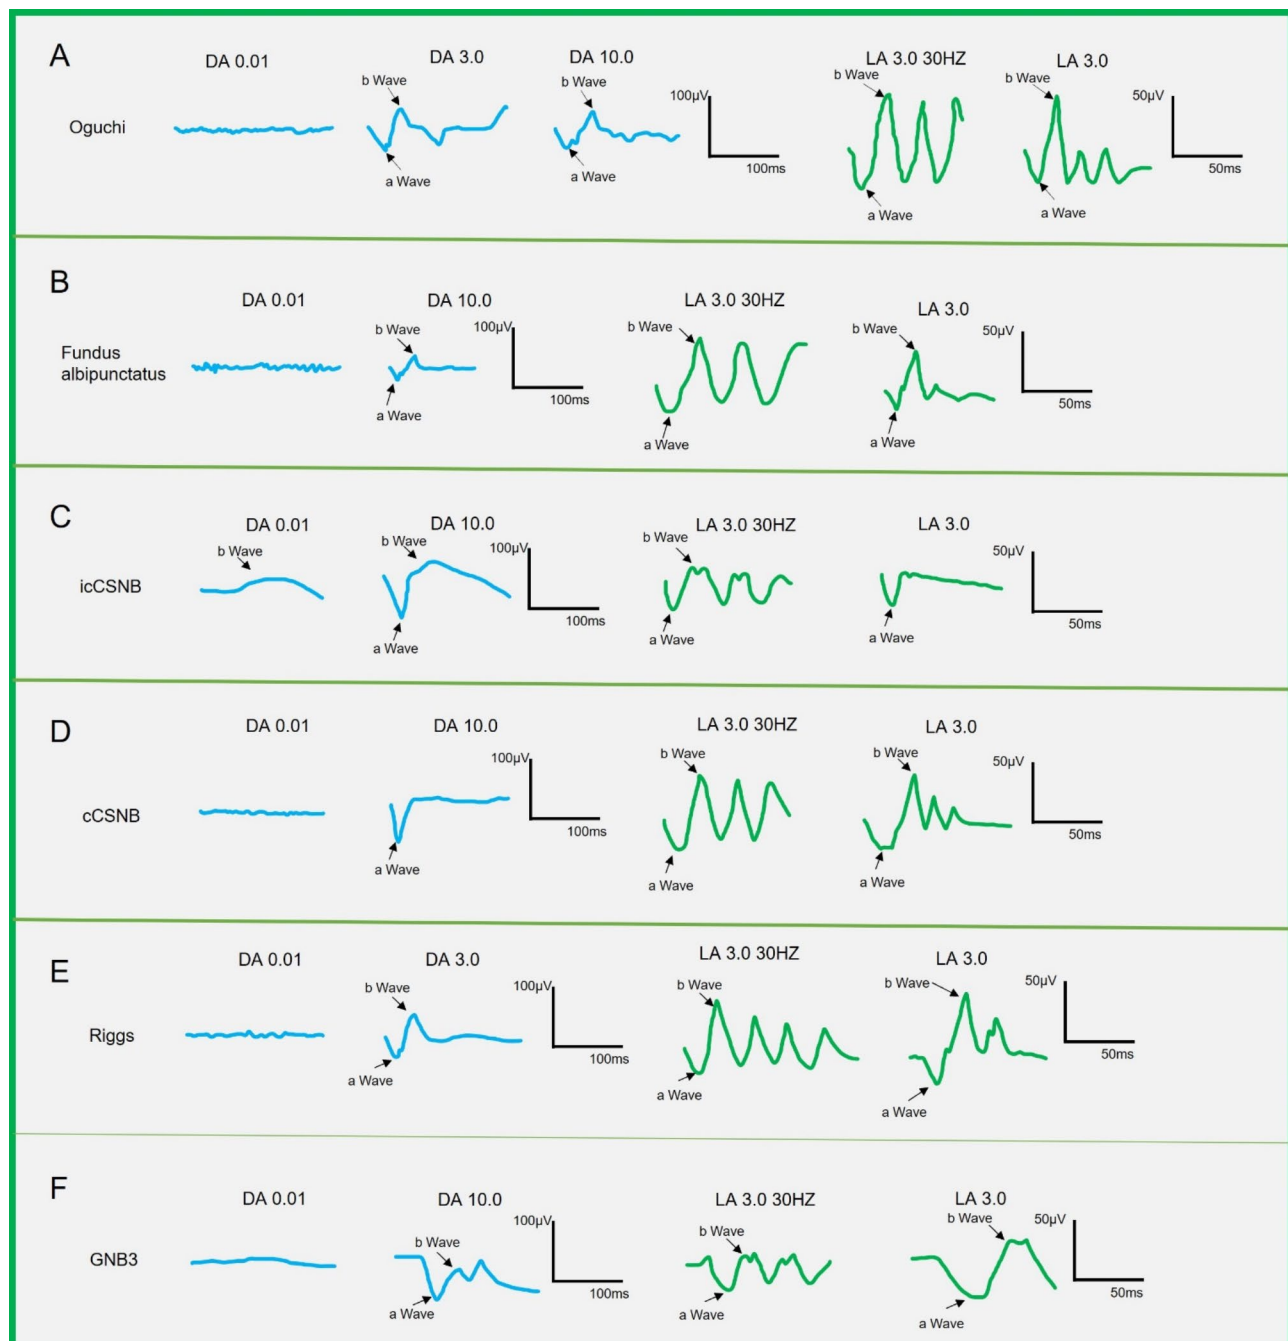 A
DA 0.01
DA 3.0
DA 10.0
LA 3.0 30HZ
LA 3.0
b Wave
b Wave
b Wave
b Wave
100µV
50µV
Oguchi
100ms
50ms
a Wave
a Wave
a Wave
a Wave
B
DA 0.01
DA 10.0
LA 3.0 30HZ
LA 3.0
b Wave
b Wave
b Wave
100µV
50µV
Fundus
albipunctatus
100ms
50ms
a Wave
a Wave
a Wave
C
DA 0.01
DA 10.0
LA 3.0 30HZ
LA 3.0
b Wave
b Wave
b Wave
100µV
50µV
icCSNB
100ms
50ms
a Wave
a Wave
a Wave
D
DA 0.01
DA 10.0
LA 3.0 30HZ
LA 3.0
b Wave
b Wave
100µV
50µV
cCSNB
100ms
50ms
a Wave
a Wave
a Wave
E
DA 0.01
DA 3.0
LA 3.0 30HZ
LA 3.0
b Wave
b Wave
b Wave
100µV
50µV
Riggs
100ms
50ms
a Wave
a Wave
a Wave
F
DA 0.01
DA 10.0
LA 3.0 30HZ
LA 3.0
b Wave
b Wave
b Wave
100µV
50µV
GNB3
100ms
50ms
a Wave
a Wave
a Wave